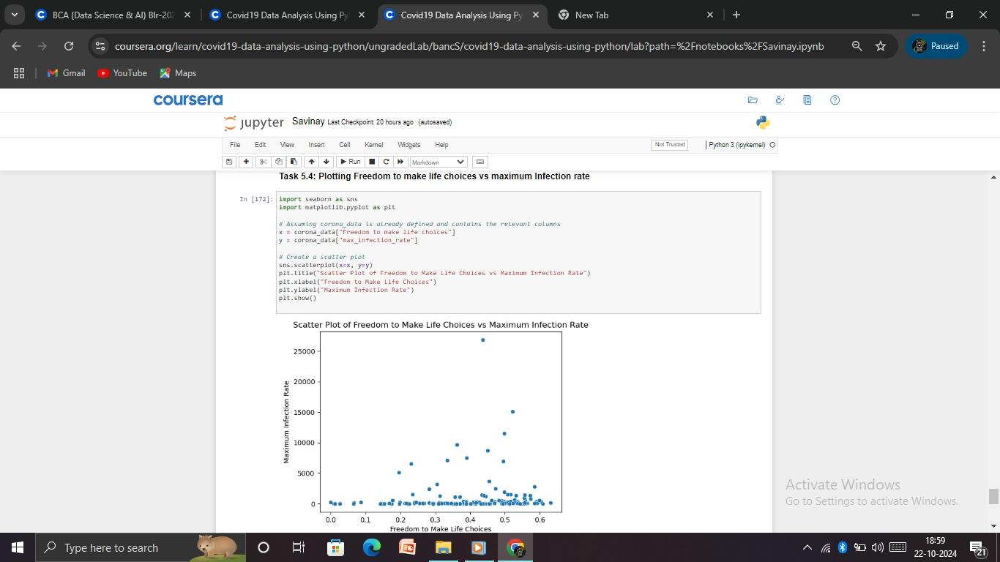 BCA (Data Science & AI) Blr-202
Covid19 Data Analysis Using Py
Covid19 Data Analysis Using Py
New Tab
coursera.org/learn/covid19-data-analysis-using-python/ungradedLab/bancS/covid19-data-analysis-using-python/lab?path=%2Fnotebooks%2FSavinay.ipynb
Paused
Gmail
YouTube
Maps
coursera
jupyter Savinay Last Checkpoint: 20 hours ago (autosaved)
File Edit View Insert Cell Kernel Widgets Help
Not Trusted
Python 3 (ipykernel)
Run
Markdown
Task 5.4: Plotting Freedom to make life choices vs maximum Infection rate
In [172]:
import seaborn as sns
import matplotlib.pyplot as plt
# Assuming corona_data is already defined and contains the relevant columns
x = corona_data["Freedom to make life choices"]
y = corona_data["max_infection_rate"]
# Create a scatter plot
sns.scatterplot(x=x, y=y)
plt.title("Scatter Plot of Freedom to Make Life Choices vs Maximum Infection Rate")
plt.xlabel("Freedom to Make Life Choices")
plt.ylabel("Maximum Infection Rate")
plt.show()
Scatter Plot of Freedom to Make Life Choices vs Maximum Infection Rate
Maximum Infection Rate
25000
20000
15000
10000
5000
0
0.0 0.1 0.2 0.3 0.4 0.5 0.6
Freedom to Make Life Choices
Activate Windows
Go to Settings to activate Windows.
Type here to search
18:59
22-10-2024
21